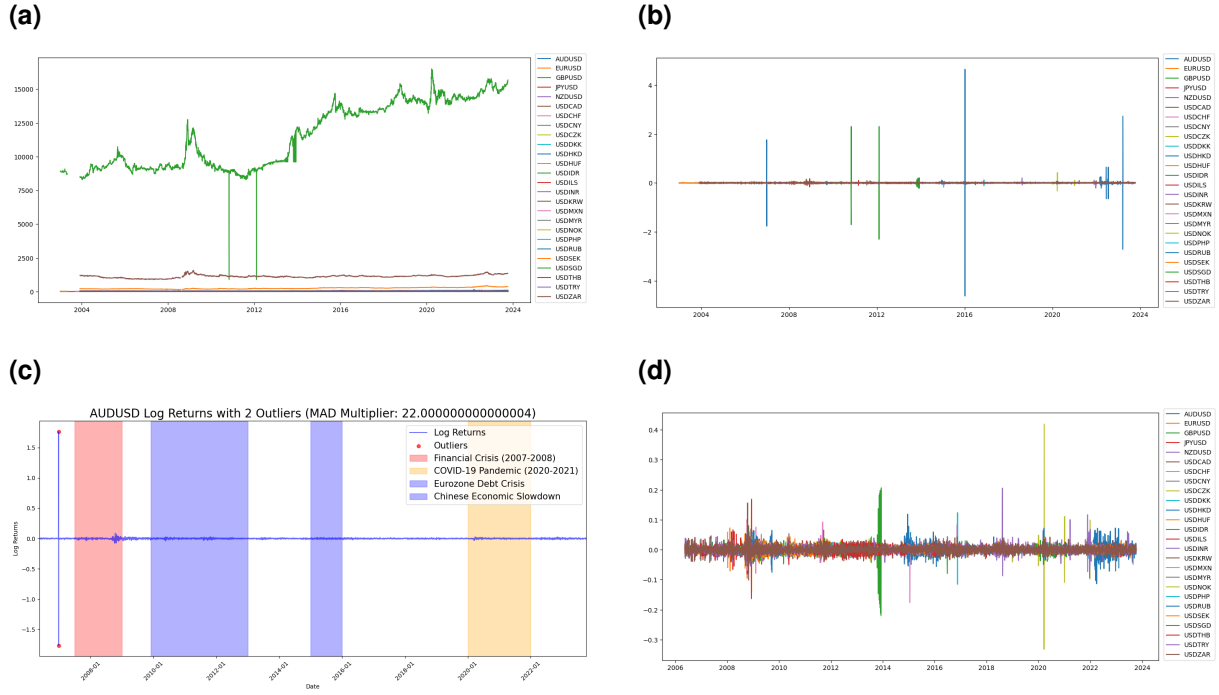 (a)
15000
12500
10000
7500
5000
2500
0
2004
2008
2012
2016
2020
2024
AUDUSD
EURUSD
GBPUSD
JPYUSD
NZDUSD
USDCAD
USDCHF
USDCNY
USDCZK
USDDKK
USDHKD
USDHUF
USDIDR
USDILS
USDINR
USDKRW
USDMXN
USDMYR
USDNOK
USDPHP
USDRUB
USDSEK
USDSGD
USDTHB
USDTRY
USDZAR
(b)
4
2
0
−2
−4
2004
2008
2012
2016
2020
2024
AUDUSD
EURUSD
GBPUSD
JPYUSD
NZDUSD
USDCAD
USDCHF
USDCNY
USDCZK
USDDKK
USDHKD
USDHUF
USDIDR
USDILS
USDINR
USDKRW
USDMXN
USDMYR
USDNOK
USDPHP
USDRUB
USDSEK
USDSGD
USDTHB
USDTRY
USDZAR
(c)
AUDUSD Log Returns with 2 Outliers (MAD Multiplier: 22.000000000000004)
Log Returns
1.5
1.0
0.5
0.0
−0.5
−1.0
−1.5
2008-01
2010-01
2012-01
2014-01
2016-01
2018-01
2020-01
2022-01
Date
Log Returns
Outliers
Financial Crisis (2007-2008)
COVID-19 Pandemic (2020-2021)
Eurozone Debt Crisis
Chinese Economic Slowdown
(d)
0.4
0.3
0.2
0.1
0.0
−0.1
−0.2
−0.3
2006
2008
2010
2012
2014
2016
2018
2020
2022
2024
AUDUSD
EURUSD
GBPUSD
JPYUSD
NZDUSD
USDCAD
USDCHF
USDCNY
USDCZK
USDDKK
USDHKD
USDHUF
USDIDR
USDILS
USDINR
USDKRW
USDMXN
USDMYR
USDNOK
USDPHP
USDRUB
USDSEK
USDSGD
USDTHB
USDTRY
USDZAR